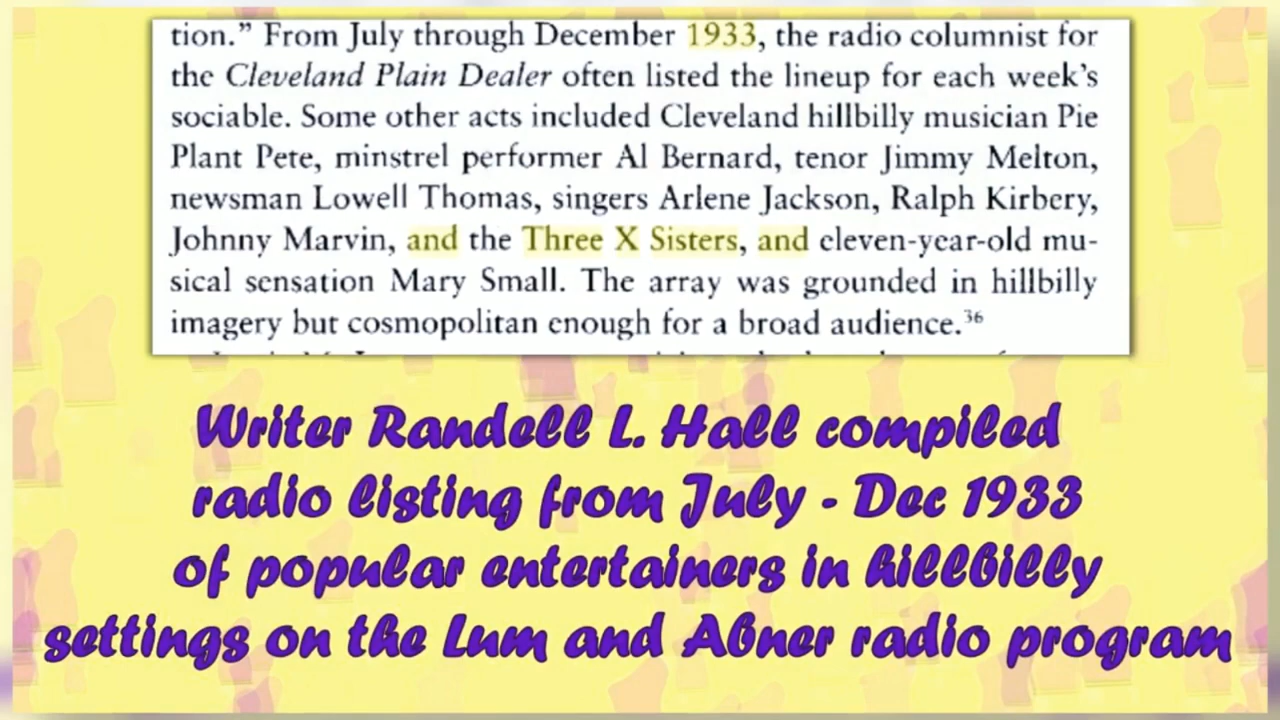 tion.” From July through December 1933, the radio columnist for
the Cleveland Plain Dealer often listed the lineup for each week’s
sociable. Some other acts included Cleveland hillbilly musician Pie
Plant Pete, minstrel performer Al Bernard, tenor Jimmy Melton,
newsman Lowell Thomas, singers Arlene Jackson, Ralph Kirbery,
Johnny Marvin, and the Three X Sisters, and eleven-year-old mu-
sical sensation Mary Small. The array was grounded in hillbilly
imagery but cosmopolitan enough for a broad audience.36
Writer Randell L. Hall compiled
radio listing from July - Dec 1933
of popular entertainers in hillbilly
settings on the Lum and Abner radio program